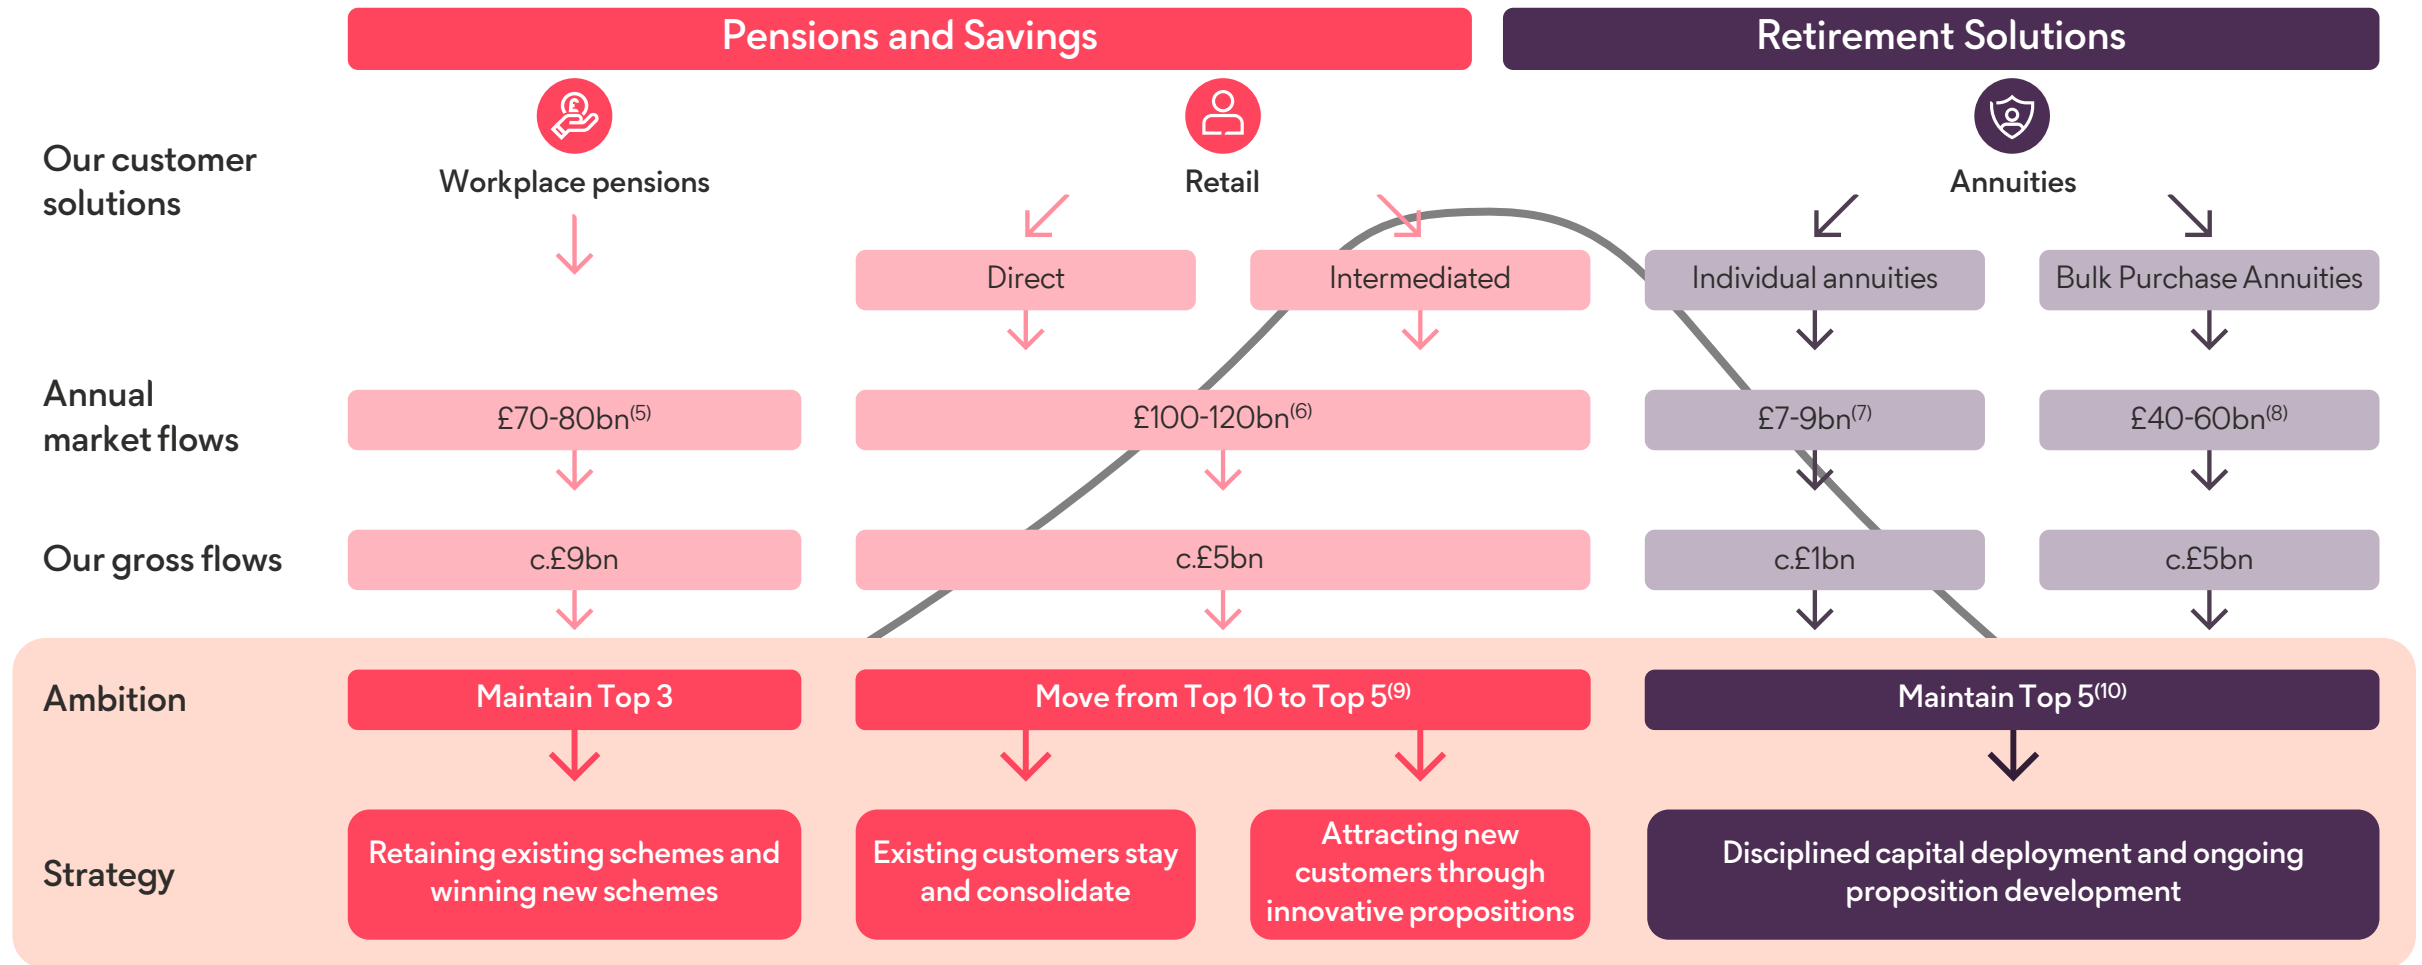 Pensions and Savings
Retirement Solutions
Our customer
solutions
Workplace pensions
Retail
Annuities
Direct
Intermediated
Individual annuities
Bulk Purchase Annuities
Annual
market flows
£70-80bn(5)
£100-120bn(6)
£7-9bn(7)
£40-60bn(8)
Our gross flows
c.£9bn
c.£5bn
c.£1bn
c.£5bn
Ambition
Maintain Top 3
Move from Top 10 to Top 5(9)
Maintain Top 5(10)
Strategy
Retaining existing schemes and
winning new schemes
Existing customers stay
and consolidate
Attracting new
customers through
innovative propositions
Disciplined capital deployment and ongoing
proposition development